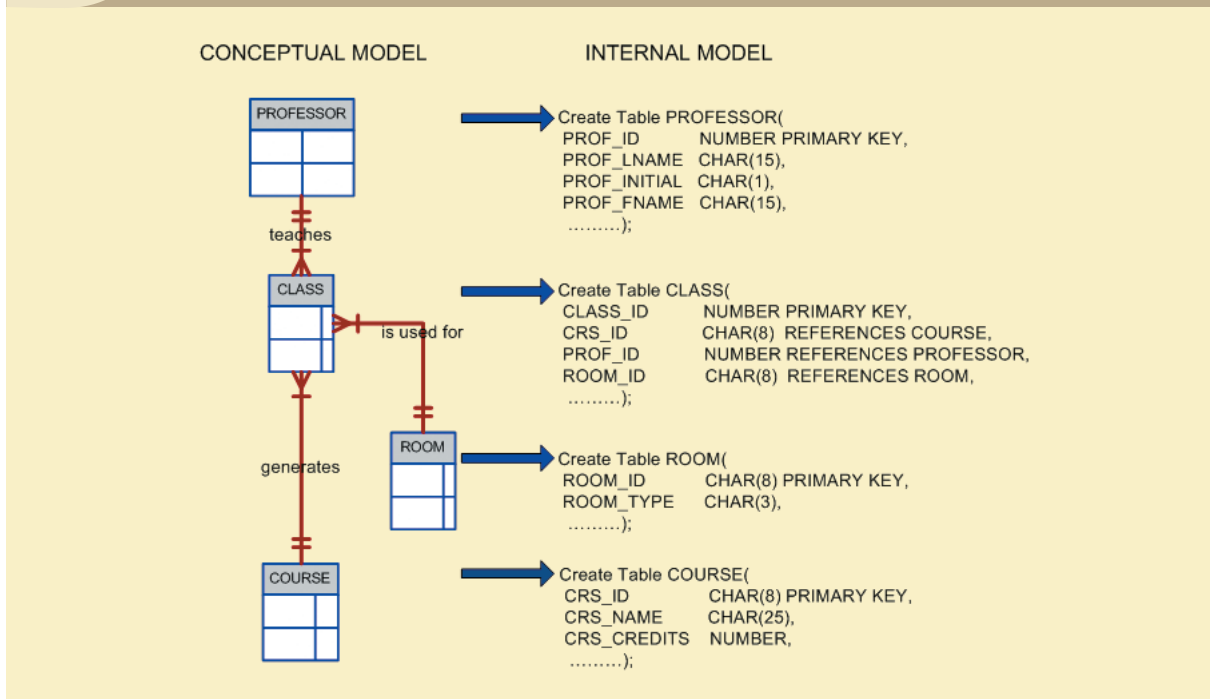 CONCEPTUAL MODEL
INTERNAL MODEL
PROFESSOR
teaches
CLASS
is used for
ROOM
generates
COURSE
Create Table PROFESSOR(
PROF_ID NUMBER PRIMARY KEY,
PROF_LNAME CHAR(15),
PROF_INITIAL CHAR(1),
PROF_FNAME CHAR(15),
.........);
Create Table CLASS(
CLASS_ID NUMBER PRIMARY KEY,
CRS_ID CHAR(8) REFERENCES COURSE,
PROF_ID NUMBER REFERENCES PROFESSOR,
ROOM_ID CHAR(8) REFERENCES ROOM,
.........);
Create Table ROOM(
ROOM_ID CHAR(8) PRIMARY KEY,
ROOM_TYPE CHAR(3),
.........);
Create Table COURSE(
CRS_ID CHAR(8) PRIMARY KEY,
CRS_NAME CHAR(25),
CRS_CREDITS NUMBER,
.........);